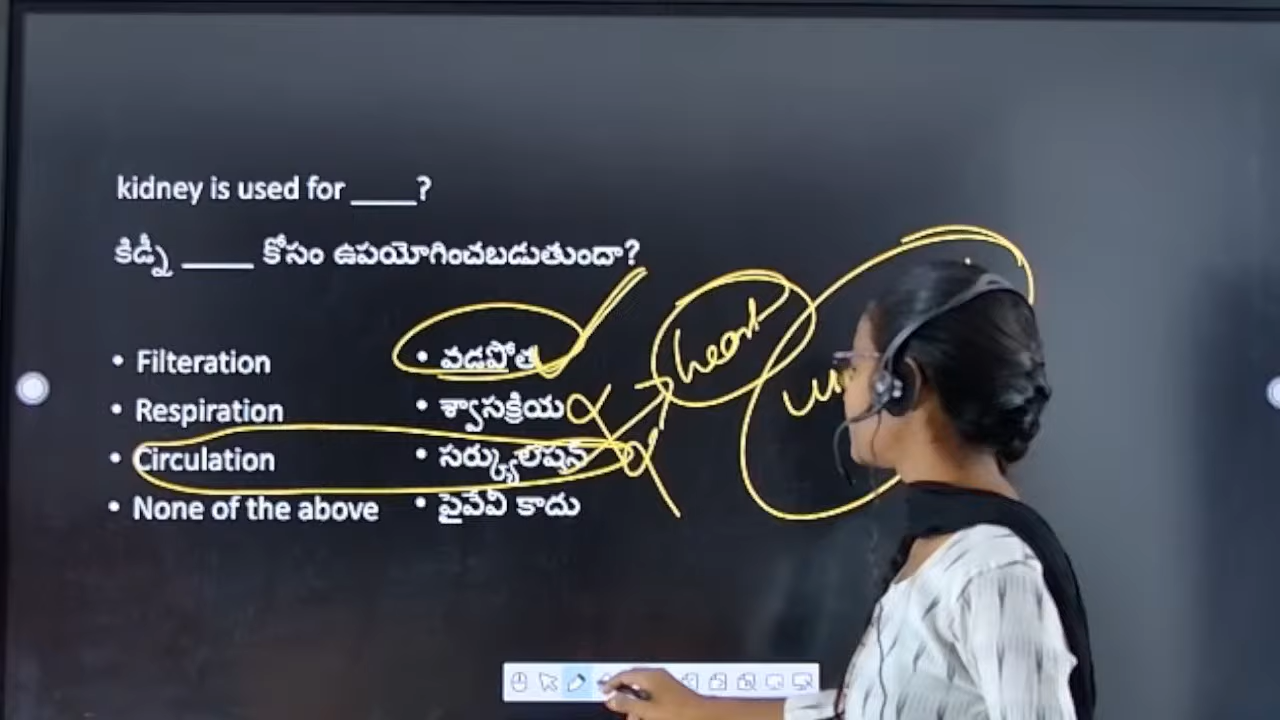 kidney is used for ____?
కిడ్నీ ____ కోసం ఉపయోగించబడుతుందా?
• Filteration • వడపోత
• Respiration • శ్వాసక్రియ
• Circulation • సర్క్యులేషన్
• None of the above • పైవేవీ కాదు
heart